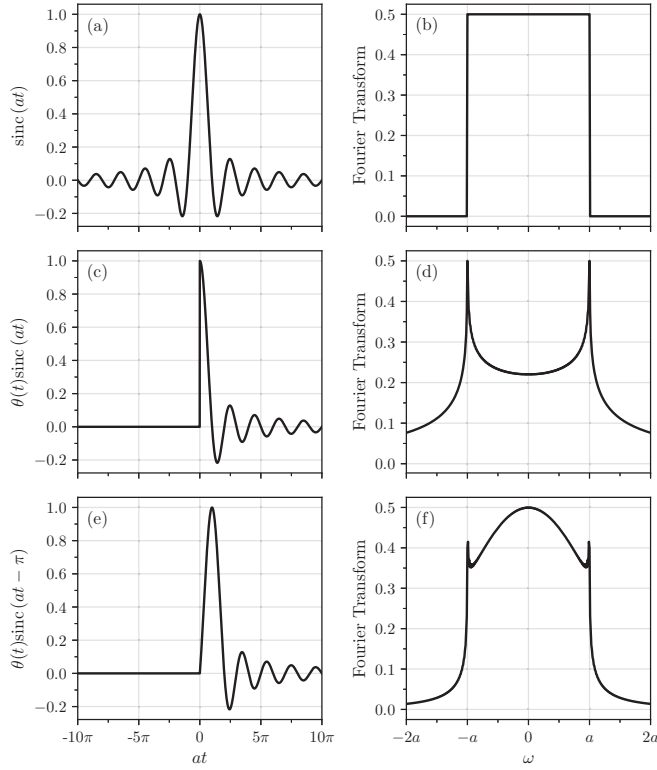 (a)
1.0
0.8
0.6
0.4
0.2
0.0
−0.2
sinc (at)
(b)
0.5
0.4
0.3
0.2
0.1
0.0
Fourier Transform
(c)
1.0
0.8
0.6
0.4
0.2
0.0
−0.2
θ(t)sinc (at)
(d)
0.5
0.4
0.3
0.2
0.1
0.0
Fourier Transform
(e)
1.0
0.8
0.6
0.4
0.2
0.0
−0.2
θ(t)sinc (at − π)
-10π -5π 0 5π 10π
at
(f)
0.5
0.4
0.3
0.2
0.1
0.0
Fourier Transform
−2a −a 0 a 2a
ω